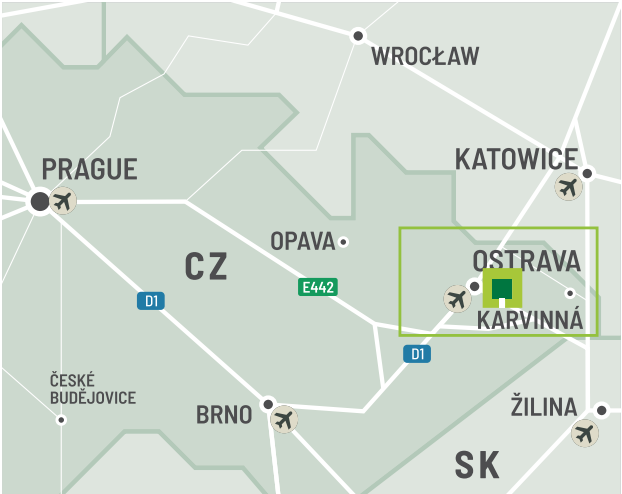 WROCŁAW
KATOWICE
PRAGUE
OPAVA
CZ
OSTRAVA
E442
D1
KARVINNÁ
D1
ČESKÉ
BUDĚJOVICE
BRNO
ŽILINA
SK